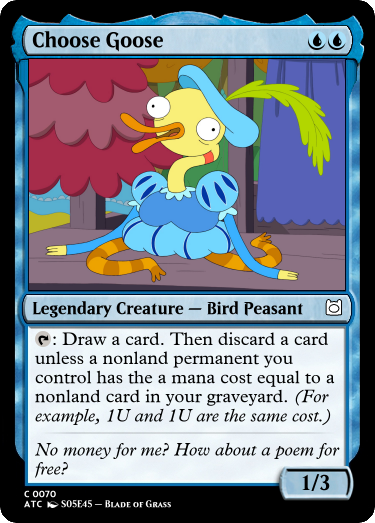 Choose Goose
Legendary Creature — Bird Peasant
: Draw a card. Then discard a card
unless a nonland permanent you
control has the a mana cost equal to a
nonland card in your graveyard. (For
example, 1U and 1U are the same cost.)
No money for me? How about a poem for
free?
1/3
C 0070
ATC S05E45 – Blade of Grass